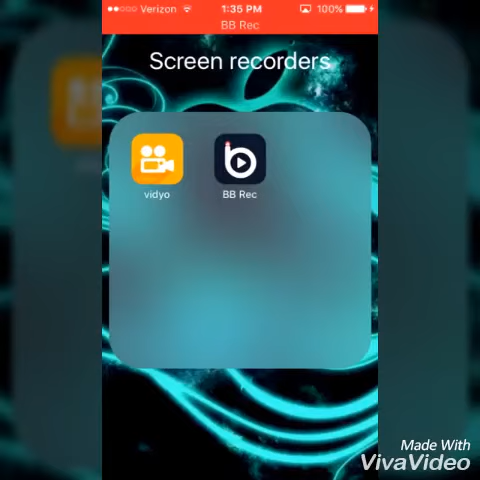 Verizon 1:35 PM 100%
BB Rec
Screen recorders
vidyo BB Rec
Made With
VivaVideo